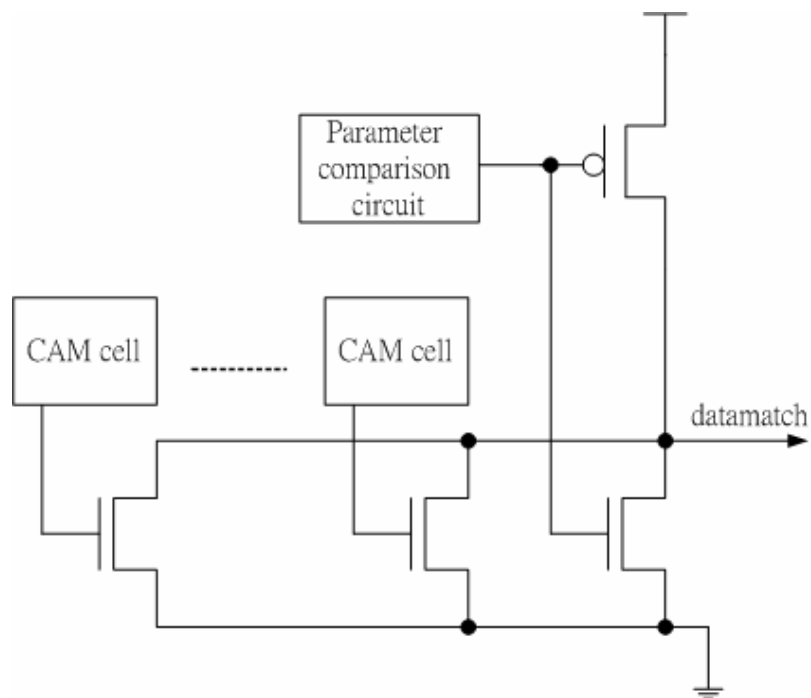 Parameter
comparison
circuit
CAM cell
CAM cell
datamatch